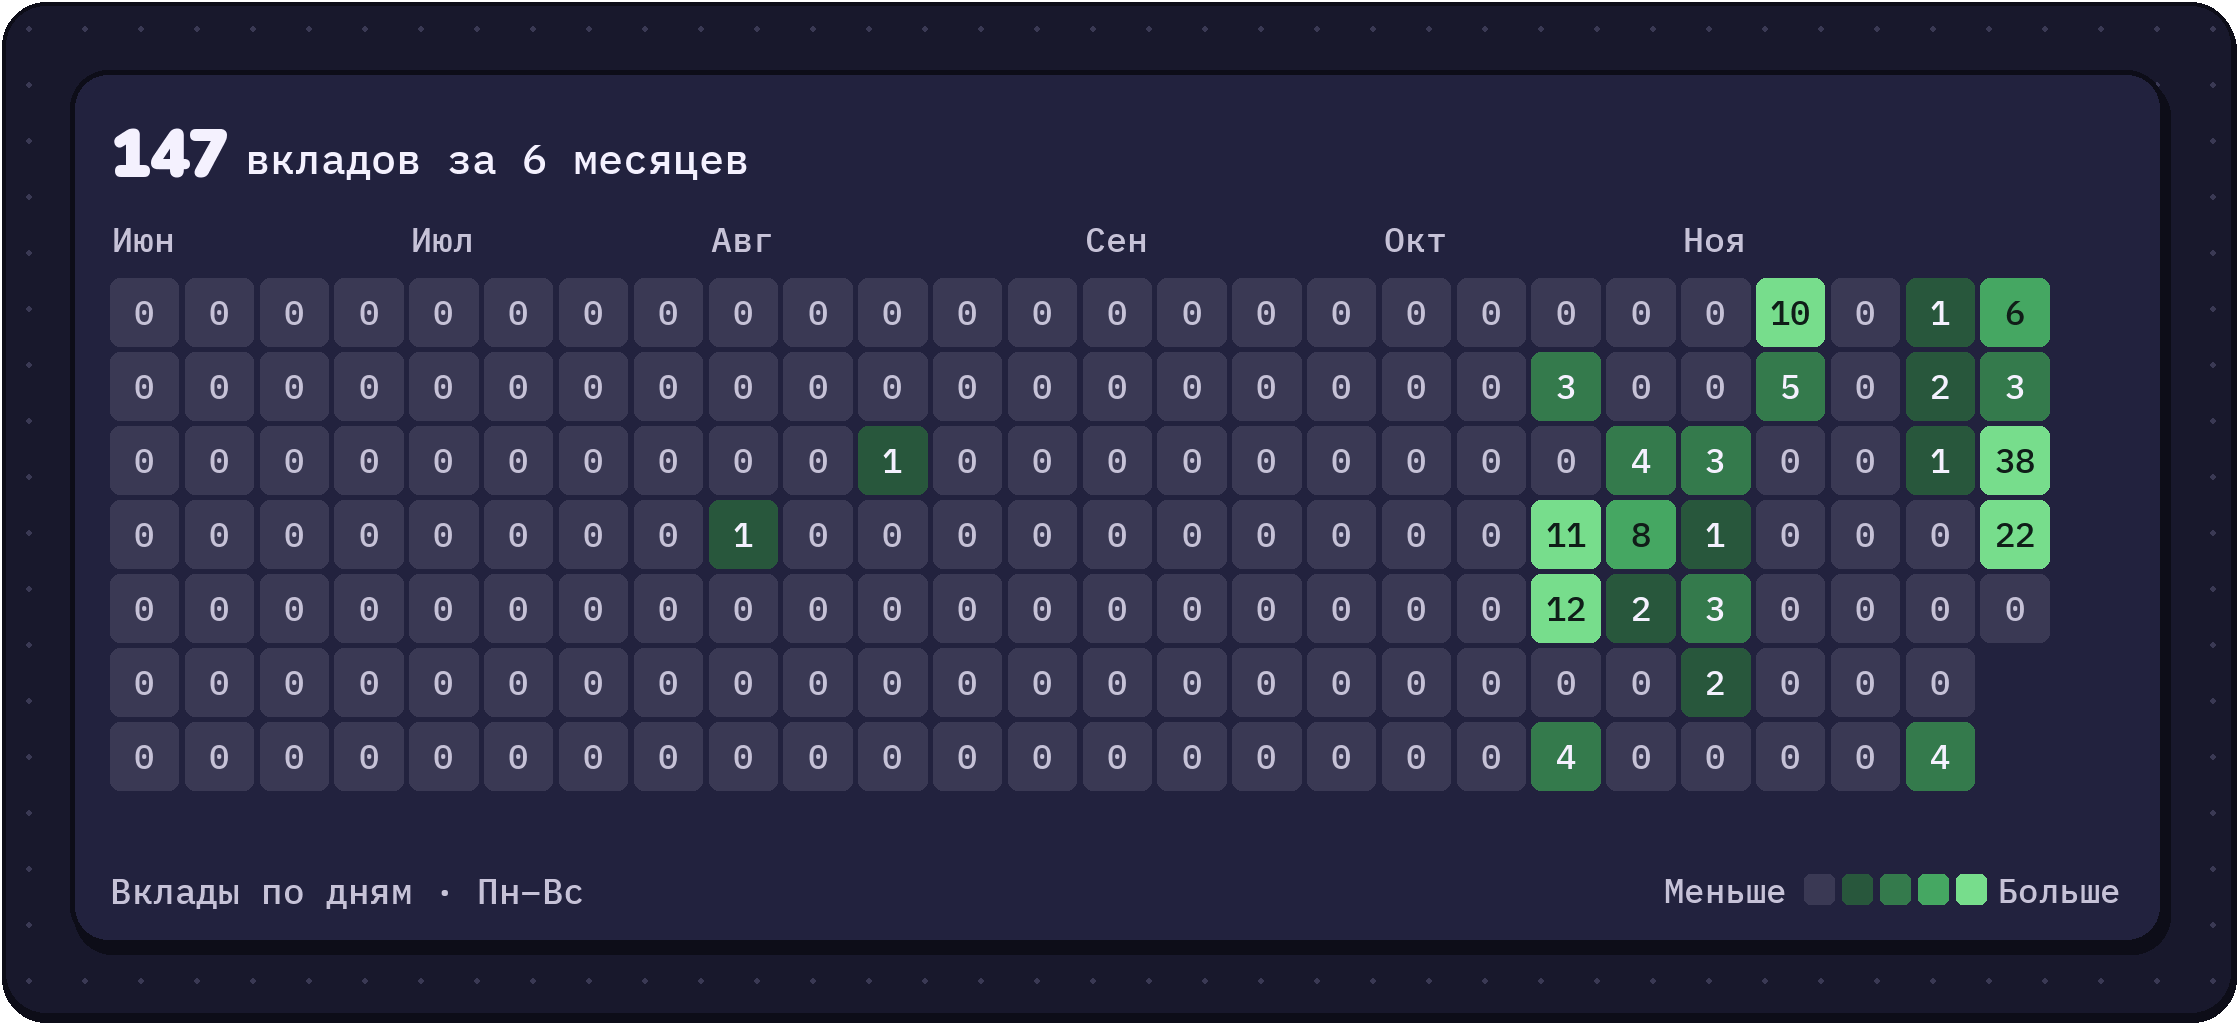 147 вкладов за 6 месяцев
Июн Июл Авг Сен Окт Ноя
0 0 0 0 0 0 0 0 0 0 0 0 0 0 0 0 0 0 0 0 0 0 10 0 1 6
0 0 0 0 0 0 0 0 0 0 0 0 0 0 0 0 0 0 0 3 0 0 5 0 2 3
0 0 0 0 0 0 0 0 0 0 1 0 0 0 0 0 0 0 0 0 4 3 0 0 1 38
0 0 0 0 0 0 0 0 1 0 0 0 0 0 0 0 0 0 0 11 8 1 0 0 0 22
0 0 0 0 0 0 0 0 0 0 0 0 0 0 0 0 0 0 0 12 2 3 0 0 0 0
0 0 0 0 0 0 0 0 0 0 0 0 0 0 0 0 0 0 0 0 0 2 0 0 0
0 0 0 0 0 0 0 0 0 0 0 0 0 0 0 0 0 0 0 4 0 0 0 0 4
Вклады по дням · Пн–Вс
Меньше Больше